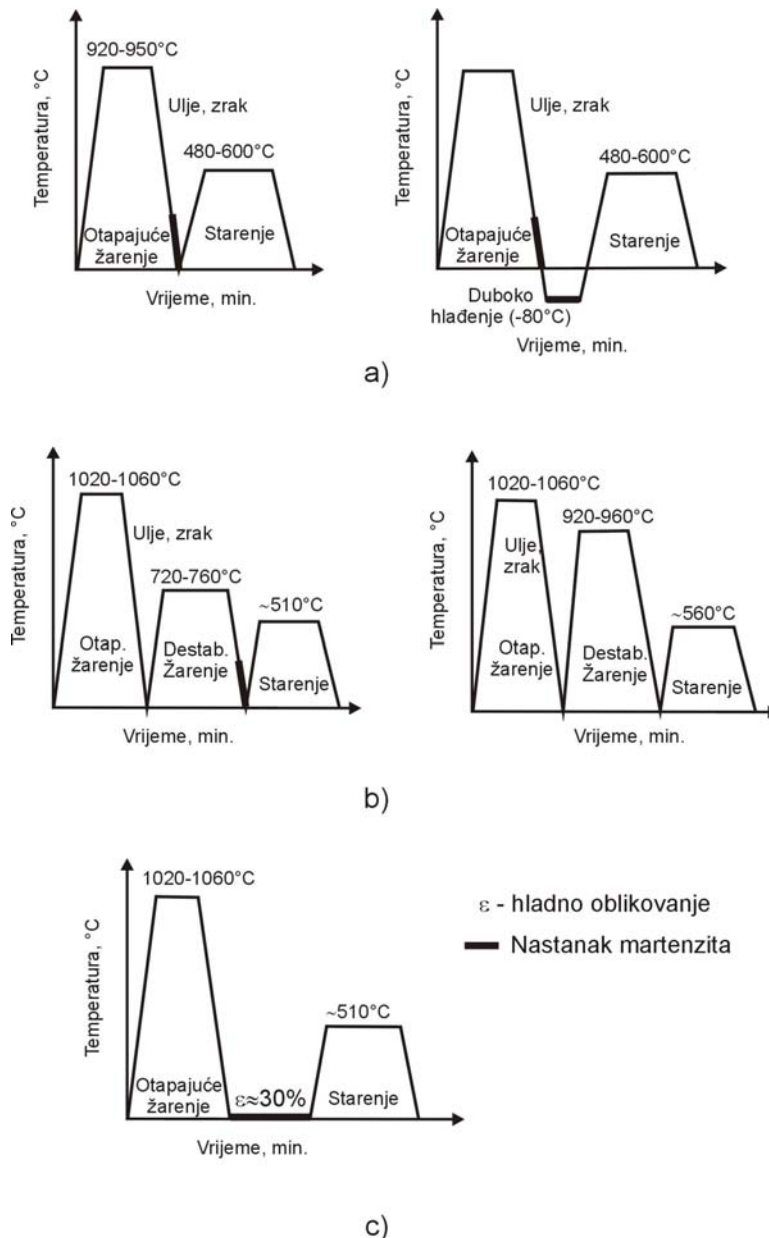 Temperatura, °C
920-950°C
Ulje, zrak
480-600°C
Otapajuće
žarenje
Starenje
Vrijeme, min.
Temperatura, °C
Ulje, zrak
480-600°C
Otapajuće
žarenje
Starenje
Duboko
hlađenje (-80°C)
Vrijeme, min.
a)
Temperatura, °C
1020-1060°C
Ulje, zrak
720-760°C
~510°C
Otap.
žarenje
Destab.
Žarenje
Starenje
Vrijeme, min.
Temperatura, °C
1020-1060°C
920-960°C
Ulje,
zrak
~560°C
Otap.
žarenje
Destab.
Žarenje
Starenje
Vrijeme, min.
b)
Temperatura, °C
1020-1060°C
~510°C
Otapajuće
žarenje
ε≈30%
Starenje
Vrijeme, min.
ε - hladno oblikovanje
Nastanak martenzita
c)